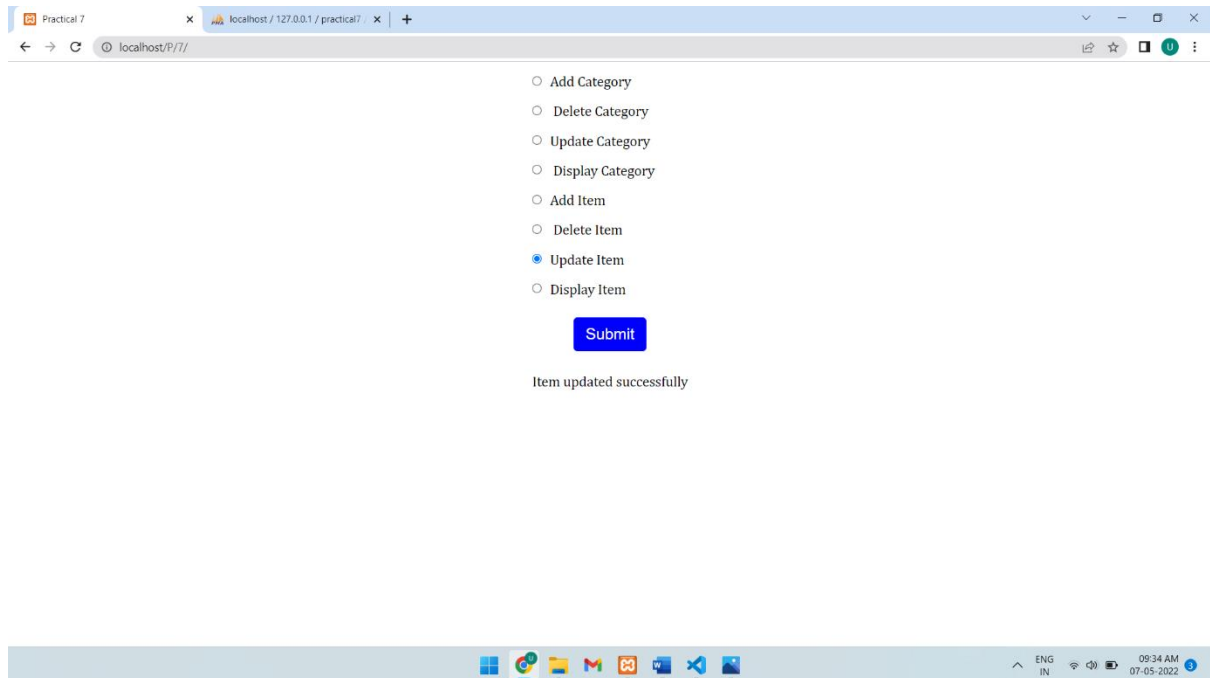 Practical 7
localhost / 127.0.0.1 / practical7 /
localhost/P/7/
U
Add Category
Delete Category
Update Category
Display Category
Add Item
Delete Item
Update Item
Display Item
Submit
Item updated successfully
ENG
IN
09:34 AM
07-05-2022
3